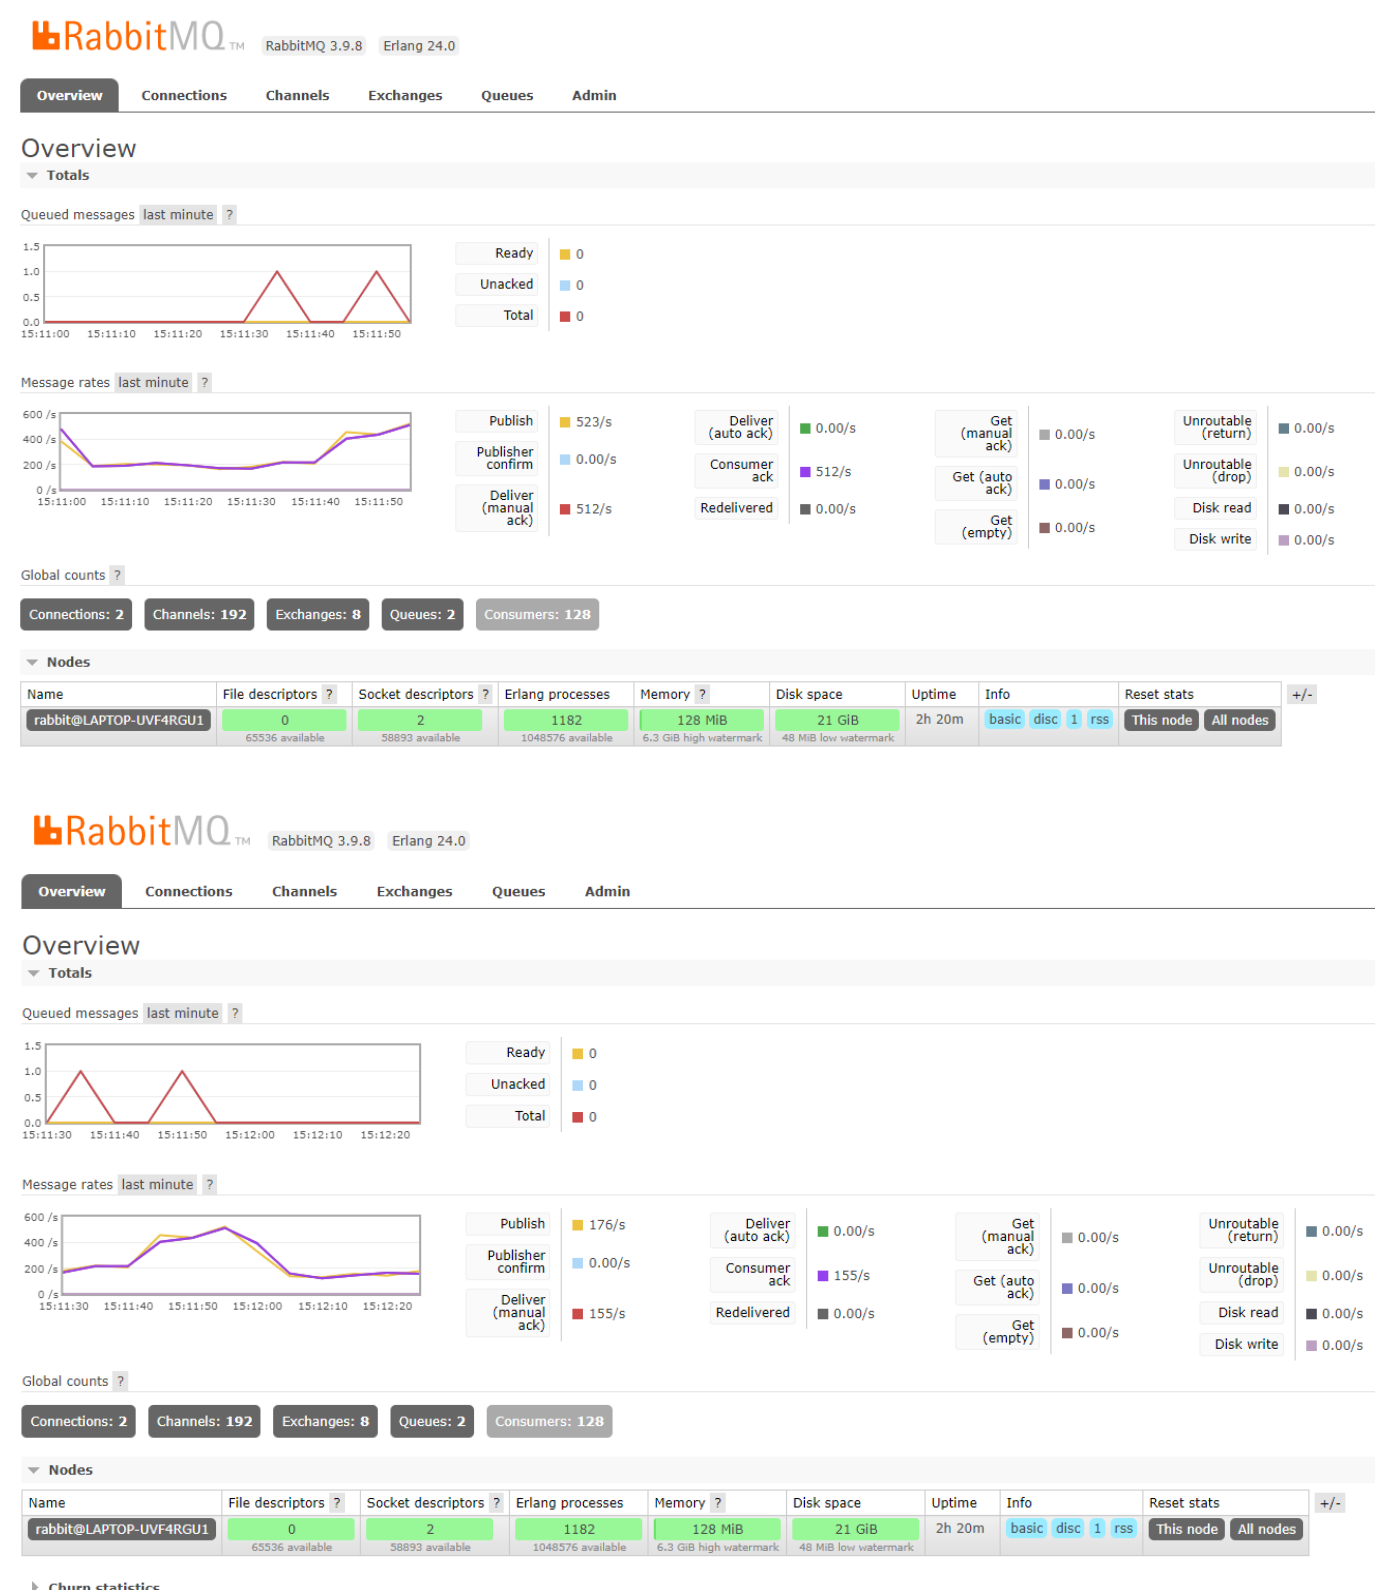 RabbitMQ TM RabbitMQ 3.9.8 Erlang 24.0
Overview Connections Channels Exchanges Queues Admin
Overview
Totals
Queued messages last minute ?
1.5
1.0
0.5
0.0
15:11:00 15:11:10 15:11:20 15:11:30 15:11:40 15:11:50
Ready 0
Unacked 0
Total 0
Message rates last minute ?
600 /s
400 /s
200 /s
0 /s
15:11:00 15:11:10 15:11:20 15:11:30 15:11:40 15:11:50
Publish 523/s
Publisher
confirm 0.00/s
Deliver
(manual
ack) 512/s
Deliver
(auto ack) 0.00/s
Consumer
ack 512/s
Redelivered 0.00/s
Get
(manual
ack) 0.00/s
Get (auto
ack) 0.00/s
Get
(empty) 0.00/s
Unroutable
(return) 0.00/s
Unroutable
(drop) 0.00/s
Disk read 0.00/s
Disk write 0.00/s
Global counts ?
Connections: 2 Channels: 192 Exchanges: 8 Queues: 2 Consumers: 128
Nodes
Name File descriptors ? Socket descriptors ? Erlang processes Memory ? Disk space Uptime Info Reset stats +/-
rabbit@LAPTOP-UVF4RGU1 0 2 1182 128 MiB 21 GiB 2h 20m basic disc 1 rss This node All nodes
65536 available 58893 available 1048576 available 6.3 GiB high watermark 48 MiB low watermark
RabbitMQ TM RabbitMQ 3.9.8 Erlang 24.0
Overview Connections Channels Exchanges Queues Admin
Overview
Totals
Queued messages last minute ?
1.5
1.0
0.5
0.0
15:11:30 15:11:40 15:11:50 15:12:00 15:12:10 15:12:20
Ready 0
Unacked 0
Total 0
Message rates last minute ?
600 /s
400 /s
200 /s
0 /s
15:11:30 15:11:40 15:11:50 15:12:00 15:12:10 15:12:20
Publish 176/s
Publisher
confirm 0.00/s
Deliver
(manual
ack) 155/s
Deliver
(auto ack) 0.00/s
Consumer
ack 155/s
Redelivered 0.00/s
Get
(manual
ack) 0.00/s
Get (auto
ack) 0.00/s
Get
(empty) 0.00/s
Unroutable
(return) 0.00/s
Unroutable
(drop) 0.00/s
Disk read 0.00/s
Disk write 0.00/s
Global counts ?
Connections: 2 Channels: 192 Exchanges: 8 Queues: 2 Consumers: 128
Nodes
Name File descriptors ? Socket descriptors ? Erlang processes Memory ? Disk space Uptime Info Reset stats +/-
rabbit@LAPTOP-UVF4RGU1 0 2 1182 128 MiB 21 GiB 2h 20m basic disc 1 rss This node All nodes
65536 available 58893 available 1048576 available 6.3 GiB high watermark 48 MiB low watermark
Churn statistics